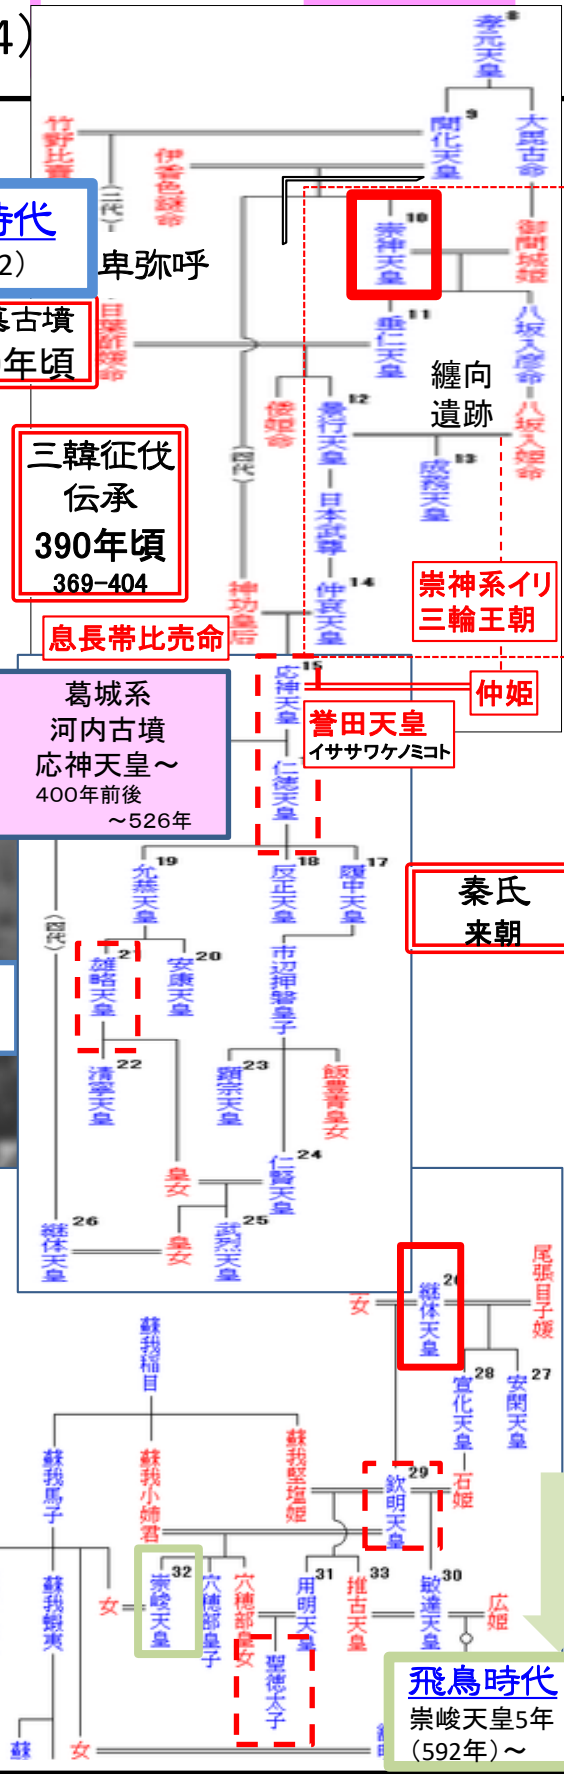 4)
孝元天皇
8
開化天皇
9
大毘古命
竹野比賣
伊香色謎命
(二代)
時代
2)
卑弥呼
崇神天皇
10
御間城姫
墓古墳
年頃
日葉酢媛命
垂仁天皇
11
八坂入彦命
纏向
遺跡
倭姫命
景行天皇
12
成務天皇
13
八坂入姫命
三韓征伐
伝承
390年頃
369-404
(四代)
日本武尊
神功皇后
仲哀天皇
14
崇神系イリ
三輪王朝
息長帯比売命
応神天皇
15
仲姫
葛城系
河内古墳
応神天皇～
400年前後
～526年
誉田天皇
イササワケノミコト
仁徳天皇
允恭天皇
19
反正天皇
18
履中天皇
17
秦氏
来朝
(四代)
雄略天皇
21
安康天皇
20
市辺押磐皇子
清寧天皇
22
顕宗天皇
23
飯豊青皇女
皇女
仁賢天皇
24
継体天皇
26
皇女
武烈天皇
25
女
継体天皇
26
尾張目子媛
蘇我稲目
宣化天皇
28
安閑天皇
27
蘇我馬子
蘇我小姉君
蘇我堅塩姫
欽明天皇
29
石姫
蘇我蝦夷
女
崇峻天皇
32
穴穂部皇子
穴穂部皇女
用明天皇
31
推古天皇
33
敏達天皇
30
広姫
聖徳太子
飛鳥時代
崇峻天皇5年
（592年）～
蘇
女